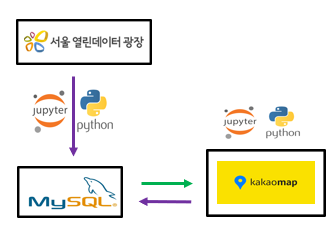 서울 열린데이터 광장
jupyter
python
jupyter
python
MySQL®
kakaomap